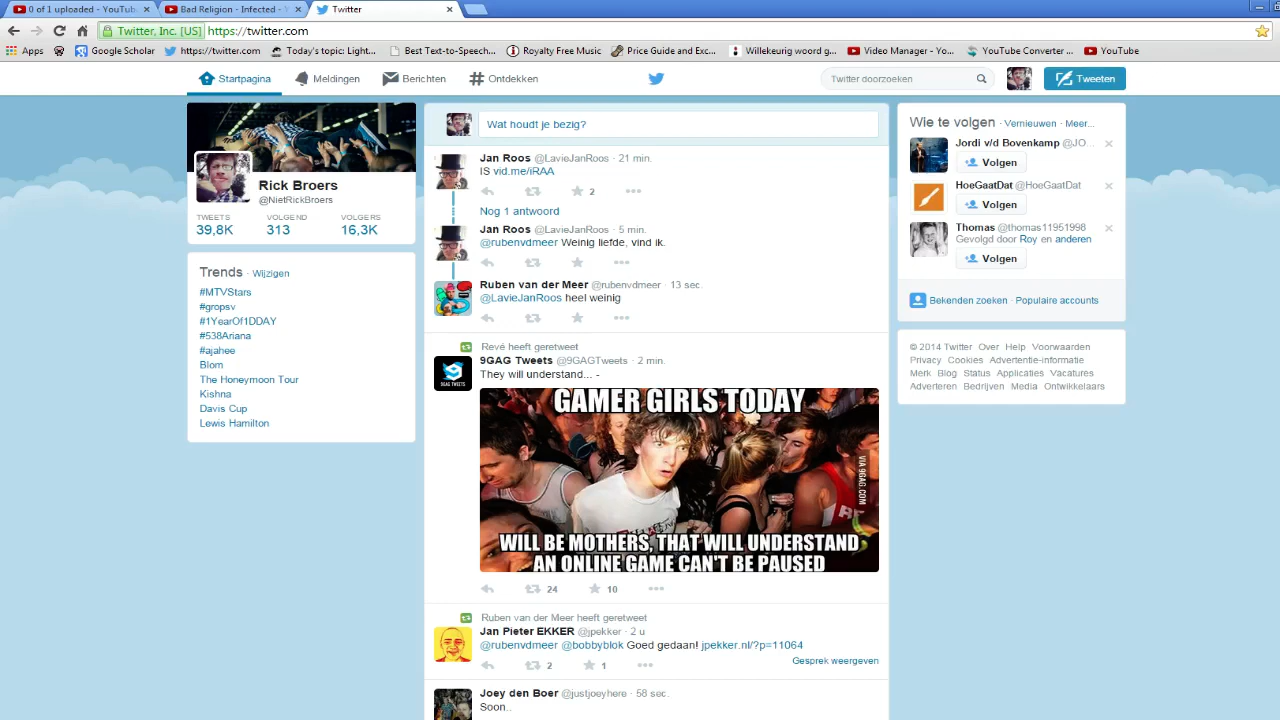 0 of 1 uploaded - YouTub
Bad Religion - Infected - Y
Twitter
Twitter, Inc. [US] https://twitter.com
Apps
Google Scholar
https://twitter.com
Today's topic: Light...
Best Text-to-Speech...
Royalty Free Music
Price Guide and Exc...
Willekeurig woord g...
Video Manager - Yo...
YouTube Converter ...
YouTube
Startpagina
Meldingen
Berichten
Ontdekken
Twitter doorzoeken
Tweeten
Rick Broers
@NietRickBroers
TWEETS VOLGEND VOLGERS
39,8K 313 16,3K
Trends · Wijzigen
#MTVStars
#gropsv
#1YearOf1DDAY
#538Ariana
#ajahee
Blom
The Honeymoon Tour
Kishna
Davis Cup
Lewis Hamilton
Wat houdt je bezig?
Jan Roos @LavieJanRoos · 21 min.
IS vid.me/iRAA
2
Nog 1 antwoord
Jan Roos @LavieJanRoos · 5 min.
@rubenvdmeer Weinig liefde, vind ik.
Ruben van der Meer @rubenvdmeer · 13 sec.
@LavieJanRoos heel weinig
Revé heeft geretweet
9GAG Tweets @9GAGTweets · 2 min.
They will understand... -
9GAG TWEETS
GAMER GIRLS TODAY
VIA 9GAG.COM
WILL BE MOTHERS, THAT WILL UNDERSTAND
AN ONLINE GAME CAN'T BE PAUSED
24 10
Ruben van der Meer heeft geretweet
Jan Pieter EKKER @jpekker · 2 u
@rubenvdmeer @bobbyblok Goed gedaan! jpekker.nl/?p=11064
Gesprek weergeven
2 1
Joey den Boer @justjoeyhere · 58 sec.
Soon..
Wie te volgen · Vernieuwen · Meer...
Jordi v/d Bovenkamp @JO...
Volgen
HoeGaatDat @HoeGaatDat
Volgen
Thomas @thomas11951998
Gevolgd door Roy en anderen
Volgen
Bekenden zoeken · Populaire accounts
© 2014 Twitter Over Help Voorwaarden
Privacy Cookies Advertentie-informatie
Merk Blog Status Applicaties Vacatures
Adverteren Bedrijven Media Ontwikkelaars